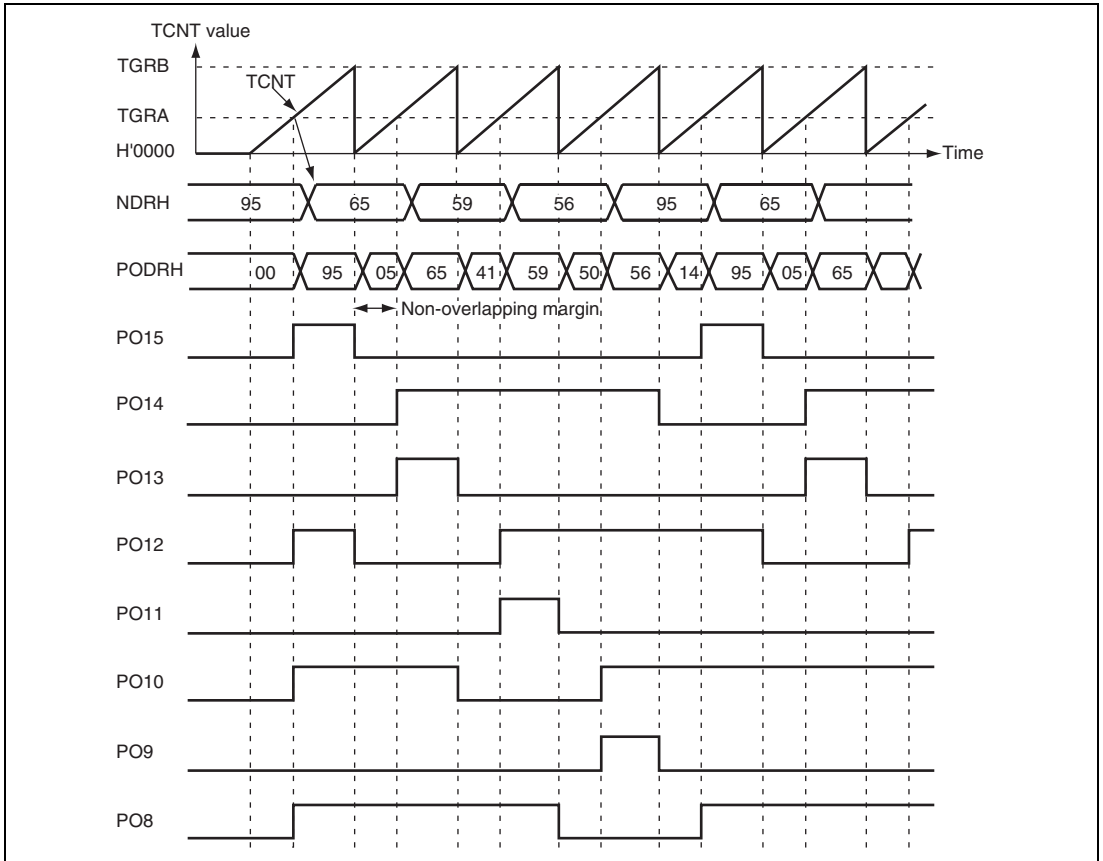 TCNT value
TGRB
TCNT
TGRA
H'0000
Time
NDRH 95 65 59 56 95 65
PODRH 00 95 05 65 41 59 50 56 14 95 05 65
Non-overlapping margin
PO15
PO14
PO13
PO12
PO11
PO10
PO9
PO8